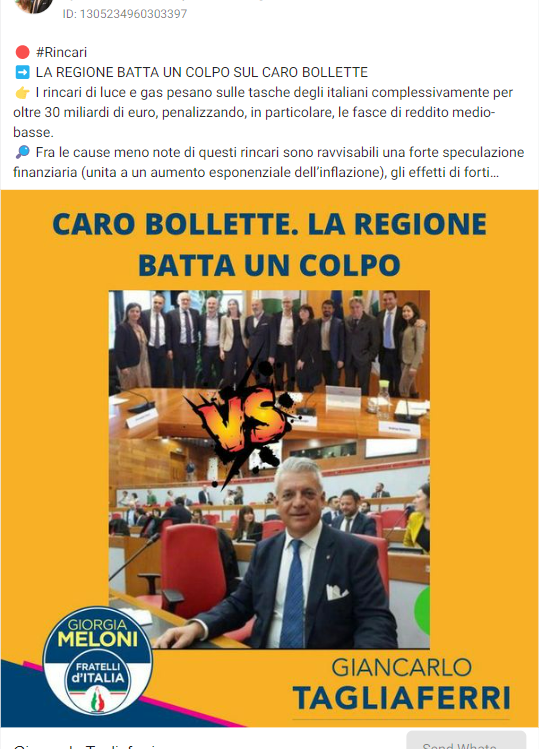 ID: 1305234960303397
🔴 #Rincari
➡️ LA REGIONE BATTA UN COLPO SUL CARO BOLLETTE
👉 I rincari di luce e gas pesano sulle tasche degli italiani complessivamente per
oltre 30 miliardi di euro, penalizzando, in particolare, le fasce di reddito medio-
basse.
🔎 Fra le cause meno note di questi rincari sono ravvisabili una forte speculazione
finanziaria (unita a un aumento esponenziale dell'inflazione), gli effetti di forti...
CARO BOLLETTE. LA REGIONE
BATTA UN COLPO
VS
GIORGIA
MELONI
FRATELLI
d'ITALIA
GIANCARLO
TAGLIAFERRI